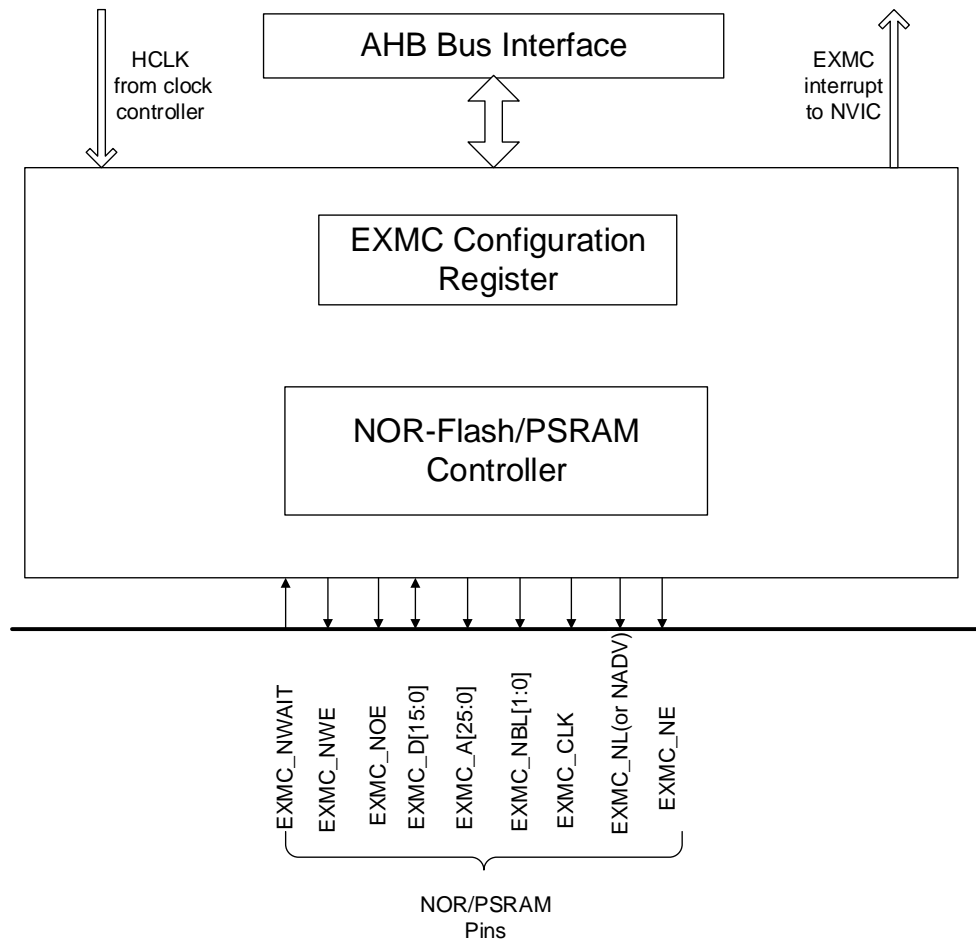 AHB Bus Interface
HCLK
from clock
controller
EXMC
interrupt
to NVIC
EXMC Configuration
Register
NOR-Flash/PSRAM
Controller
EXMC_NWAIT
EXMC_NWE
EXMC_NOE
EXMC_D[15:0]
EXMC_A[25:0]
EXMC_NBL[1:0]
EXMC_CLK
EXMC_NL(or NADV)
EXMC_NE
NOR/PSRAM
Pins